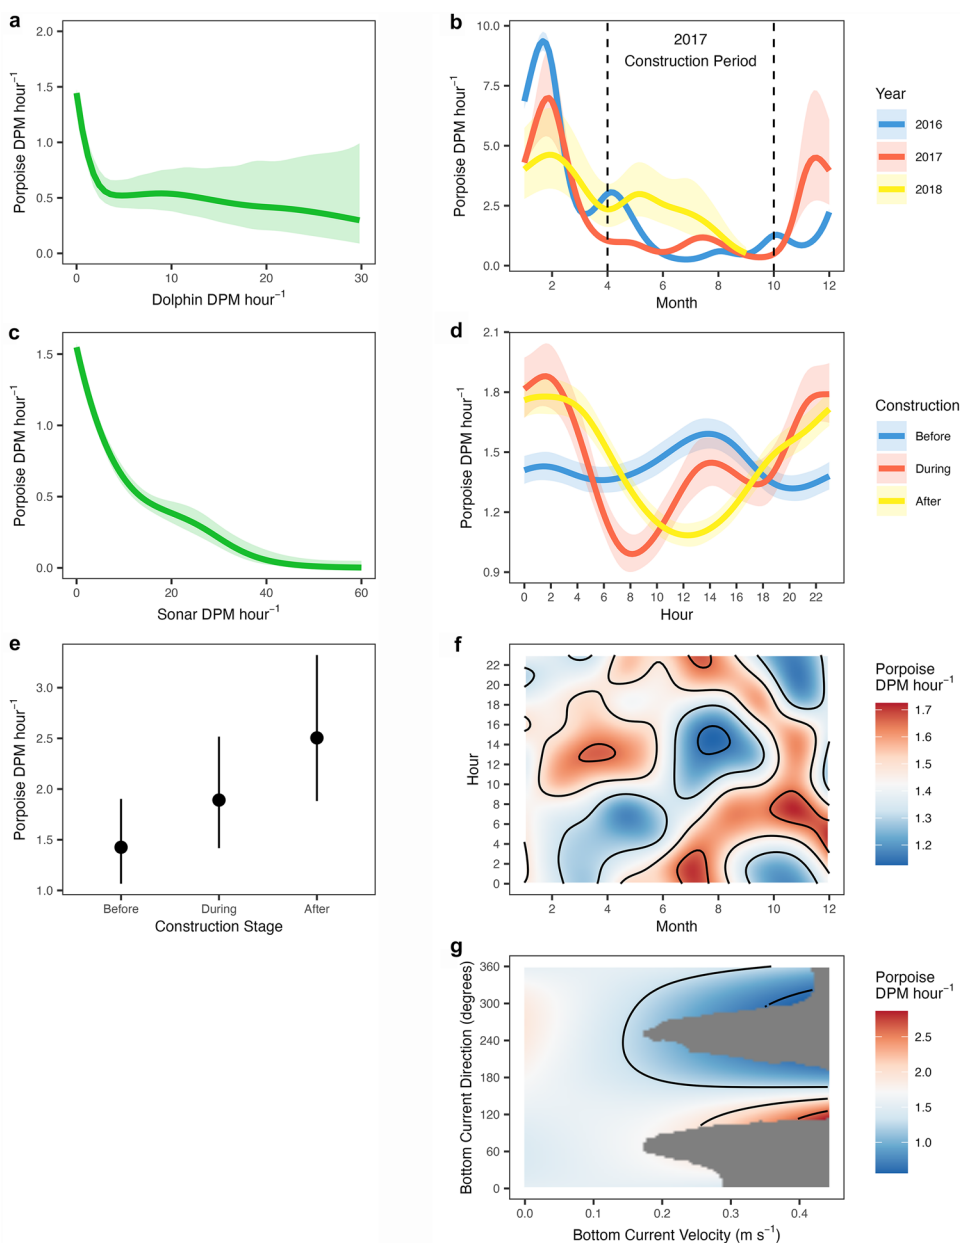 a
Porpoise DPM hour⁻¹
2.0
1.5
1.0
0.5
0.0
0 10 20 30
Dolphin DPM hour⁻¹
b
Porpoise DPM hour⁻¹
10.0
7.5
5.0
2.5
0.0
2017
Construction Period
2 4 6 8 10 12
Month
Year
2016
2017
2018
c
Porpoise DPM hour⁻¹
1.5
1.0
0.5
0.0
0 20 40 60
Sonar DPM hour⁻¹
d
Porpoise DPM hour⁻¹
2.1
1.8
1.5
1.2
0.9
0 2 4 6 8 10 12 14 16 18 20 22
Hour
Construction
Before
During
After
e
Porpoise DPM hour⁻¹
3.0
2.5
2.0
1.5
1.0
Before During After
Construction Stage
f
Hour
22
20
18
16
14
12
10
8
6
4
2
0
2 4 6 8 10 12
Month
Porpoise
DPM hour⁻¹
1.7
1.6
1.5
1.4
1.3
1.2
g
Bottom Current Direction (degrees)
360
300
240
180
120
60
0
0.0 0.1 0.2 0.3 0.4
Bottom Current Velocity (m s⁻¹)
Porpoise
DPM hour⁻¹
2.5
2.0
1.5
1.0